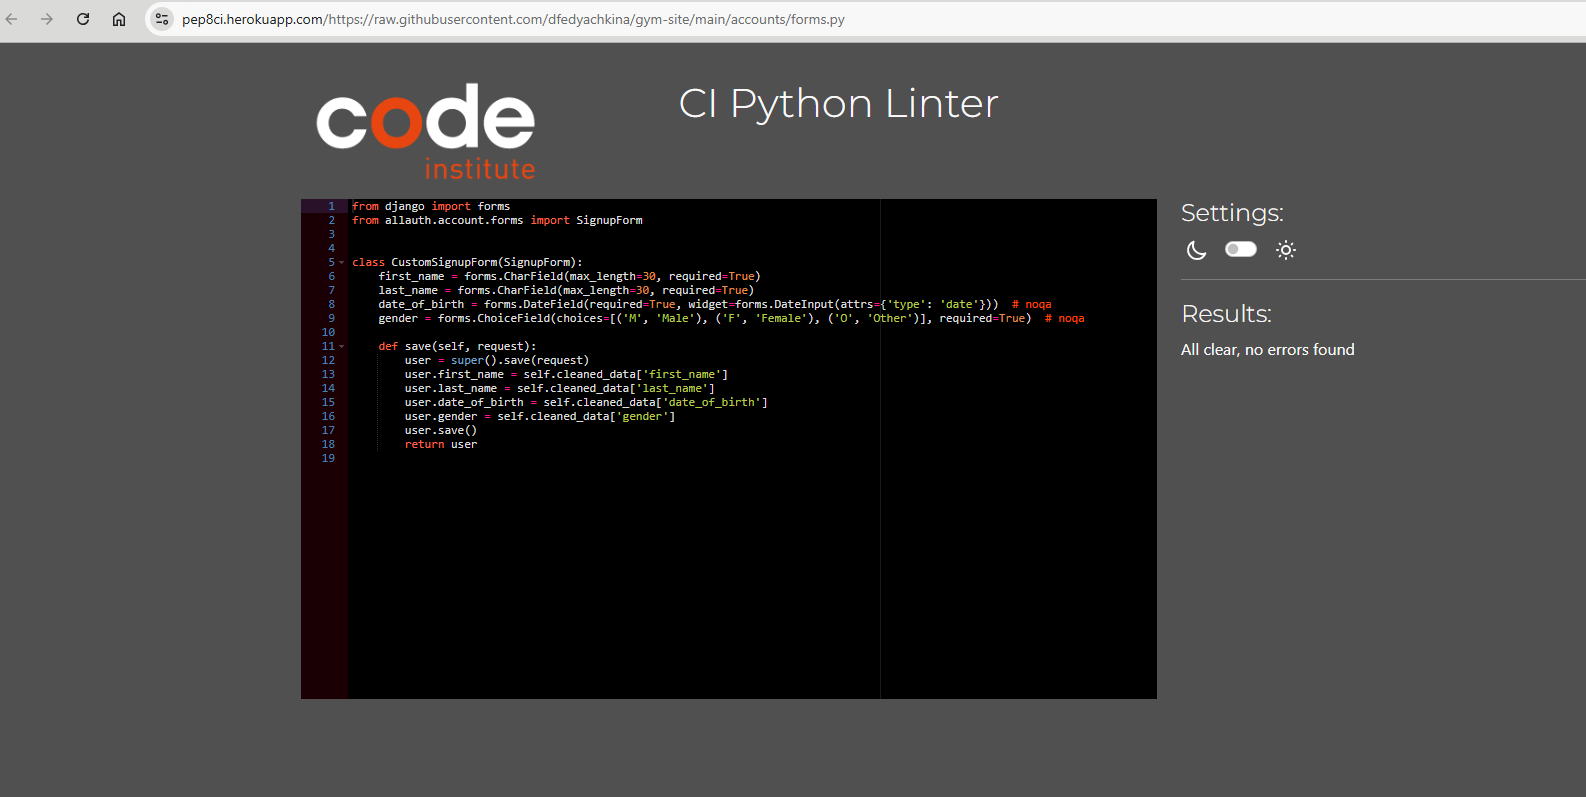 pep8ci.herokuapp.com/https://raw.githubusercontent.com/dfedyachkina/gym-site/main/accounts/forms.py
code
institute
CI Python Linter
1 from django import forms
2 from allauth.account.forms import SignupForm
3
4
5 class CustomSignupForm(SignupForm):
6     first_name = forms.CharField(max_length=30, required=True)
7     last_name = forms.CharField(max_length=30, required=True)
8     date_of_birth = forms.DateField(required=True, widget=forms.DateInput(attrs={'type': 'date'}))  # noqa
9     gender = forms.ChoiceField(choices=[('M', 'Male'), ('F', 'Female'), ('O', 'Other')], required=True)  # noqa
10
11     def save(self, request):
12         user = super().save(request)
13         user.first_name = self.cleaned_data['first_name']
14         user.last_name = self.cleaned_data['last_name']
15         user.date_of_birth = self.cleaned_data['date_of_birth']
16         user.gender = self.cleaned_data['gender']
17         user.save()
18         return user
19
Settings:
Results:
All clear, no errors found